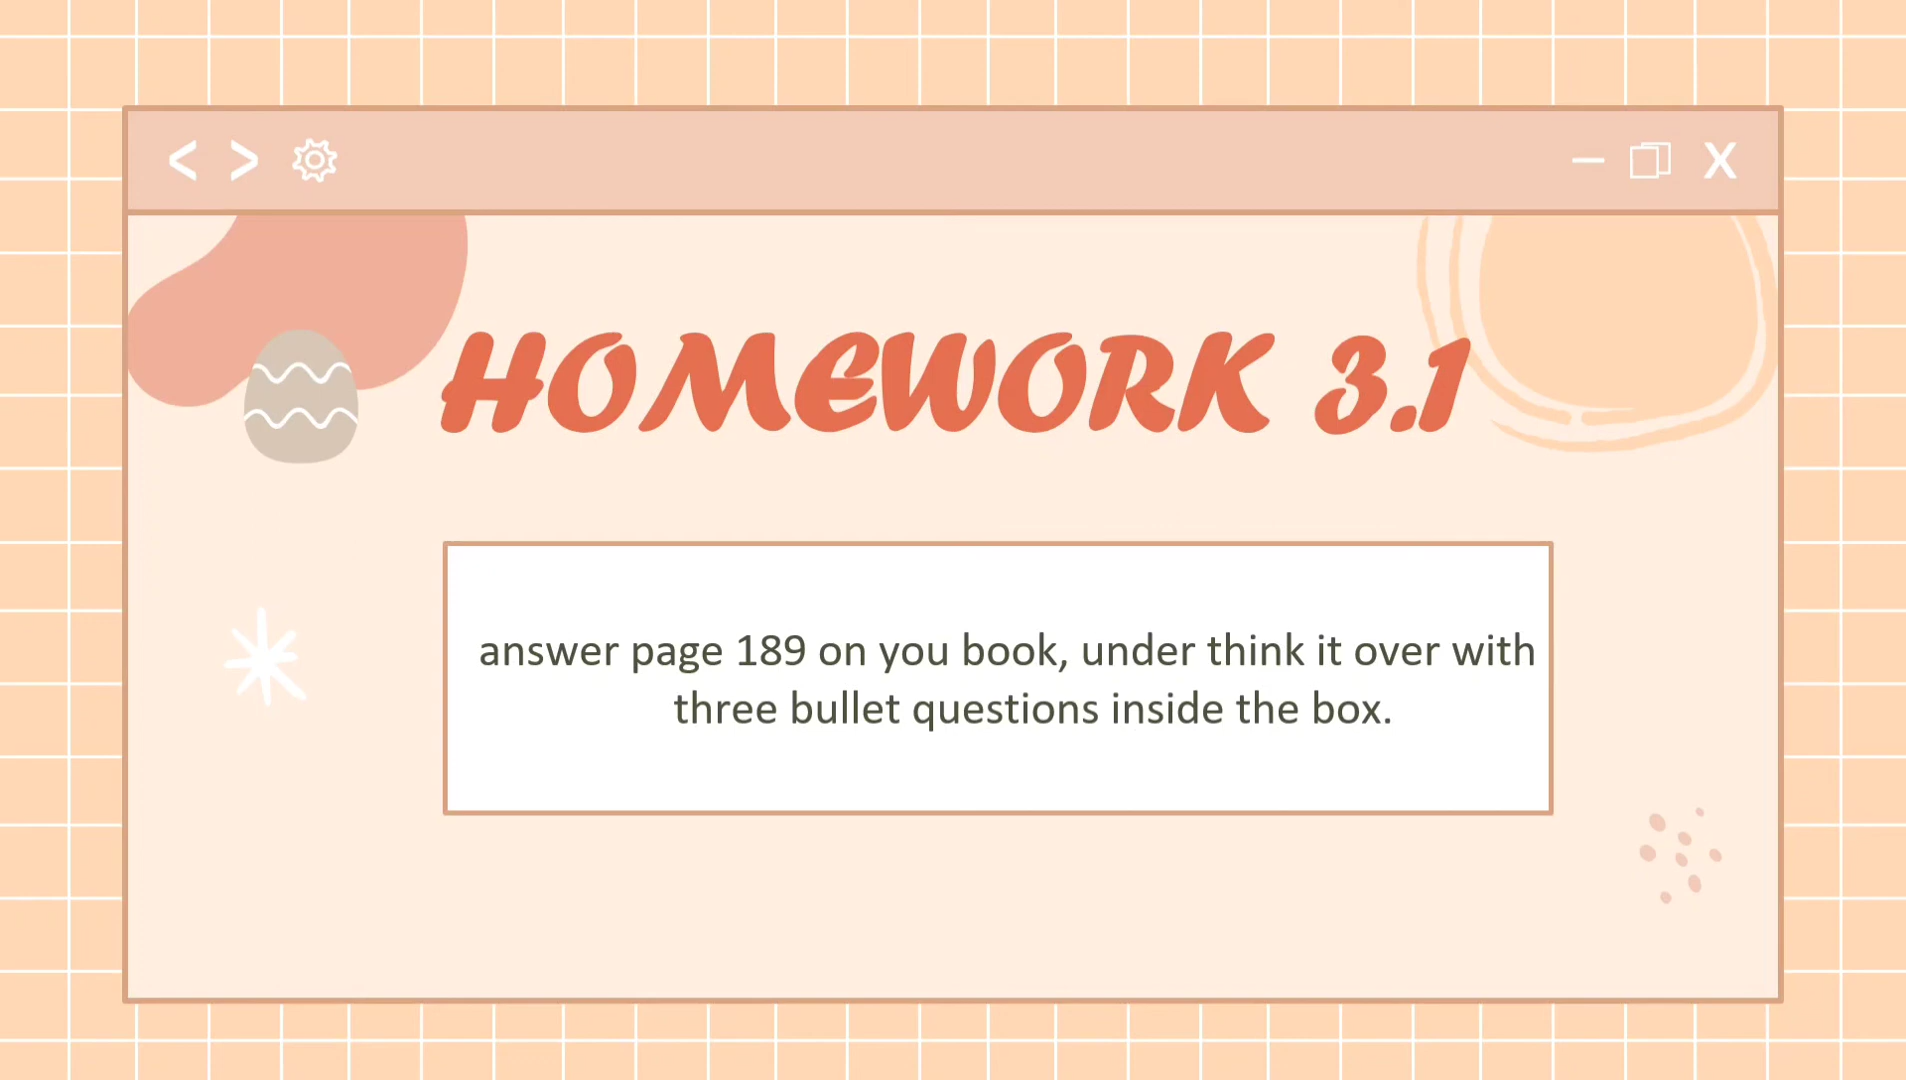 HOMEWORK 3.1
answer page 189 on you book, under think it over with
three bullet questions inside the box.